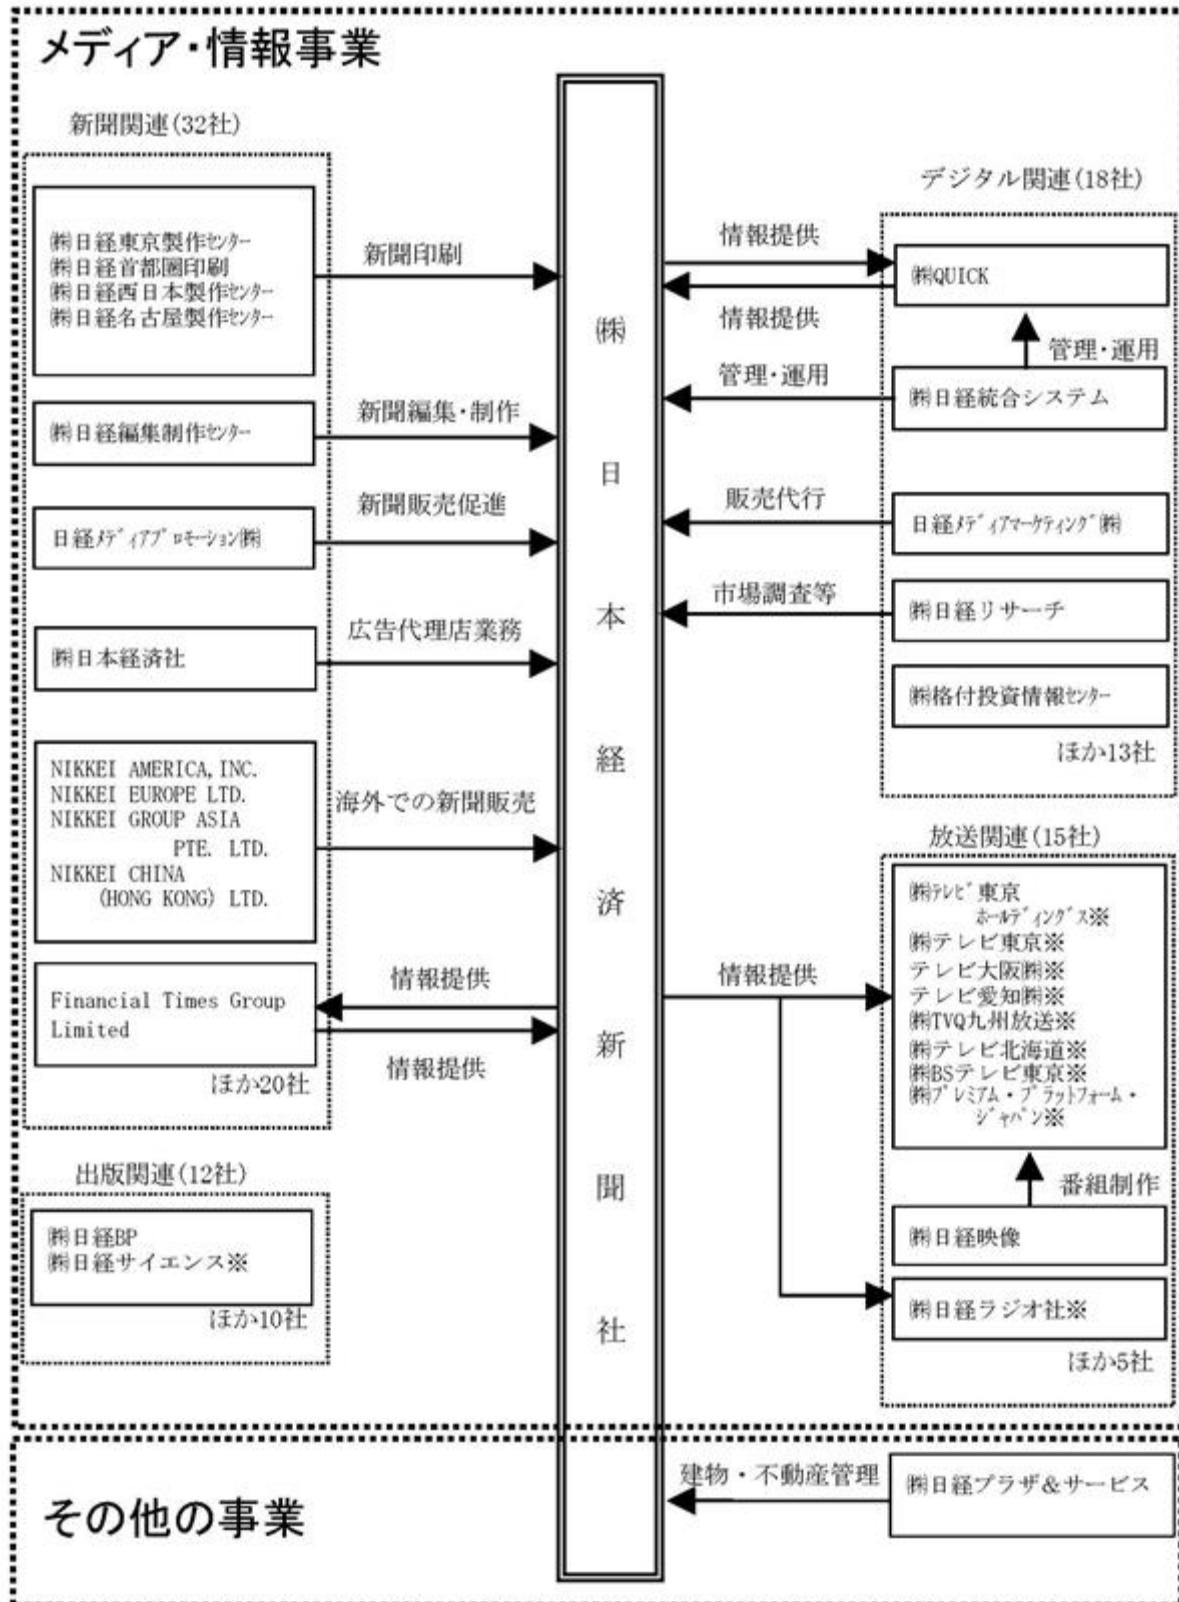 メディア・情報事業
新聞関連(32社)
㈱日経東京製作ｾﾝﾀｰ
㈱日経首都圏印刷
㈱日経西日本製作ｾﾝﾀｰ
㈱日経名古屋製作ｾﾝﾀｰ
新聞印刷
㈱日経編集制作ｾﾝﾀｰ
新聞編集・制作
日経ﾒﾃﾞｨｱﾌﾟﾛﾓｰｼｮﾝ㈱
新聞販売促進
㈱日本経済社
広告代理店業務
NIKKEI AMERICA, INC.
NIKKEI EUROPE LTD.
NIKKEI GROUP ASIA
PTE. LTD.
NIKKEI CHINA
(HONG KONG) LTD.
海外での新聞販売
Financial Times Group
Limited
情報提供
情報提供
ほか20社
出版関連(12社)
㈱日経BP
㈱日経サイエンス※
ほか10社
㈱日本経済新聞社
デジタル関連(18社)
情報提供
㈱QUICK
情報提供
管理・運用
管理・運用
㈱日経統合システム
販売代行
日経ﾒﾃﾞｨｱﾏｰｹﾃｨﾝｸﾞ㈱
市場調査等
㈱日経リサーチ
㈱格付投資情報ｾﾝﾀｰ
ほか13社
放送関連(15社)
情報提供
㈱ﾃﾚﾋﾞ東京
ﾎｰﾙﾃﾞｨﾝｸﾞｽ※
㈱テレビ東京※
テレビ大阪㈱※
テレビ愛知㈱※
㈱TVQ九州放送※
㈱テレビ北海道※
㈱BSテレビ東京※
㈱ﾌﾟﾚﾐｱﾑ・ﾌﾟﾗｯﾄﾌｫｰﾑ・
ｼﾞｬﾊﾟﾝ※
番組制作
㈱日経映像
㈱日経ラジオ社※
ほか5社
その他の事業
建物・不動産管理
㈱日経プラザ＆サービス